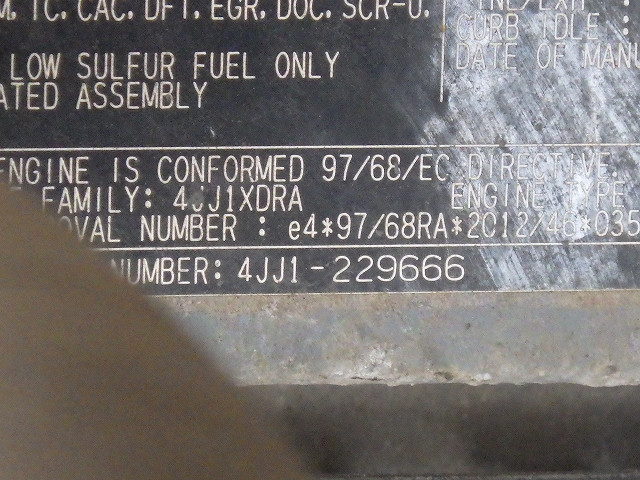 M. TC. CAC. DFI. EGR. DOC. SCR-U.
CURB IDLE :
DATE OF MANU
LOW SULFUR FUEL ONLY
ATED ASSEMBLY
ENGINE IS CONFORMED 97/68/EC DIRECTIVE.
E FAMILY: 4JJ1XDRA ENGINE TYPE
OVAL NUMBER : e4*97/68RA*2012/46*035
NUMBER: 4JJ1-229666